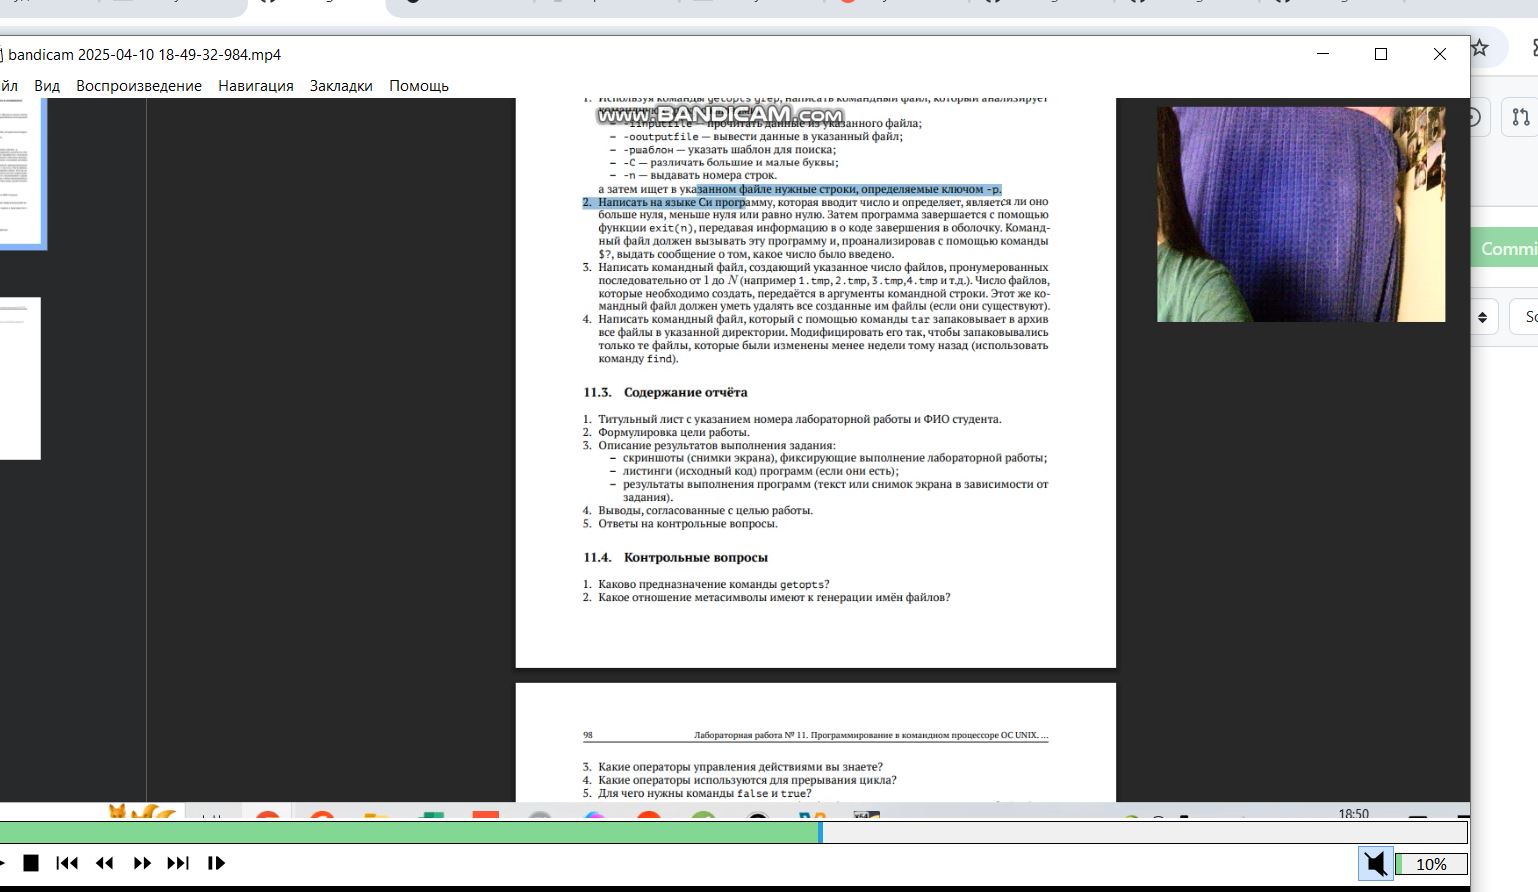 bandicam 2025-04-10 18-49-32-984.mp4
йл Вид Воспроизведение Навигация Закладки Помощь
1. Используя команды getopts grep, написать командный файл, который анализирует
www.BANDICAM.com
- -iinputfile — прочитать данные из указанного файла;
- -ooutputfile — вывести данные в указанный файл;
- -pшаблон — указать шаблон для поиска;
- -C — различать большие и малые буквы;
- -n — выдавать номера строк.
а затем ищет в указанном файле нужные строки, определяемые ключом -p.
2. Написать на языке Си программу, которая вводит число и определяет, является ли оно
больше нуля, меньше нуля или равно нулю. Затем программа завершается с помощью
функции exit(n), передавая информацию в о коде завершения в оболочку. Команд-
ный файл должен вызывать эту программу и, проанализировав с помощью команды
$?, выдать сообщение о том, какое число было введено.
3. Написать командный файл, создающий указанное число файлов, пронумерованных
последовательно от 1 до N (например 1.tmp, 2.tmp, 3.tmp,4.tmp и т.д.). Число файлов,
которые необходимо создать, передаётся в аргументы командной строки. Этот же ко-
мандный файл должен уметь удалять все созданные им файлы (если они существуют).
4. Написать командный файл, который с помощью команды tar запаковывает в архив
все файлы в указанной директории. Модифицировать его так, чтобы запаковывались
только те файлы, которые были изменены менее недели тому назад (использовать
команду find).
11.3. Содержание отчёта
1. Титульный лист с указанием номера лабораторной работы и ФИО студента.
2. Формулировка цели работы.
3. Описание результатов выполнения задания:
- скриншоты (снимки экрана), фиксирующие выполнение лабораторной работы;
- листинги (исходный код) программ (если они есть);
- результаты выполнения программ (текст или снимок экрана в зависимости от
задания).
4. Выводы, согласованные с целью работы.
5. Ответы на контрольные вопросы.
11.4. Контрольные вопросы
1. Каково предназначение команды getopts?
2. Какое отношение метасимволы имеют к генерации имён файлов?
98 Лабораторная работа № 11. Программирование в командном процессоре ОС UNIX. ...
3. Какие операторы управления действиями вы знаете?
4. Какие операторы используются для прерывания цикла?
5. Для чего нужны команды false и true?
18:50
10%
Commi
So